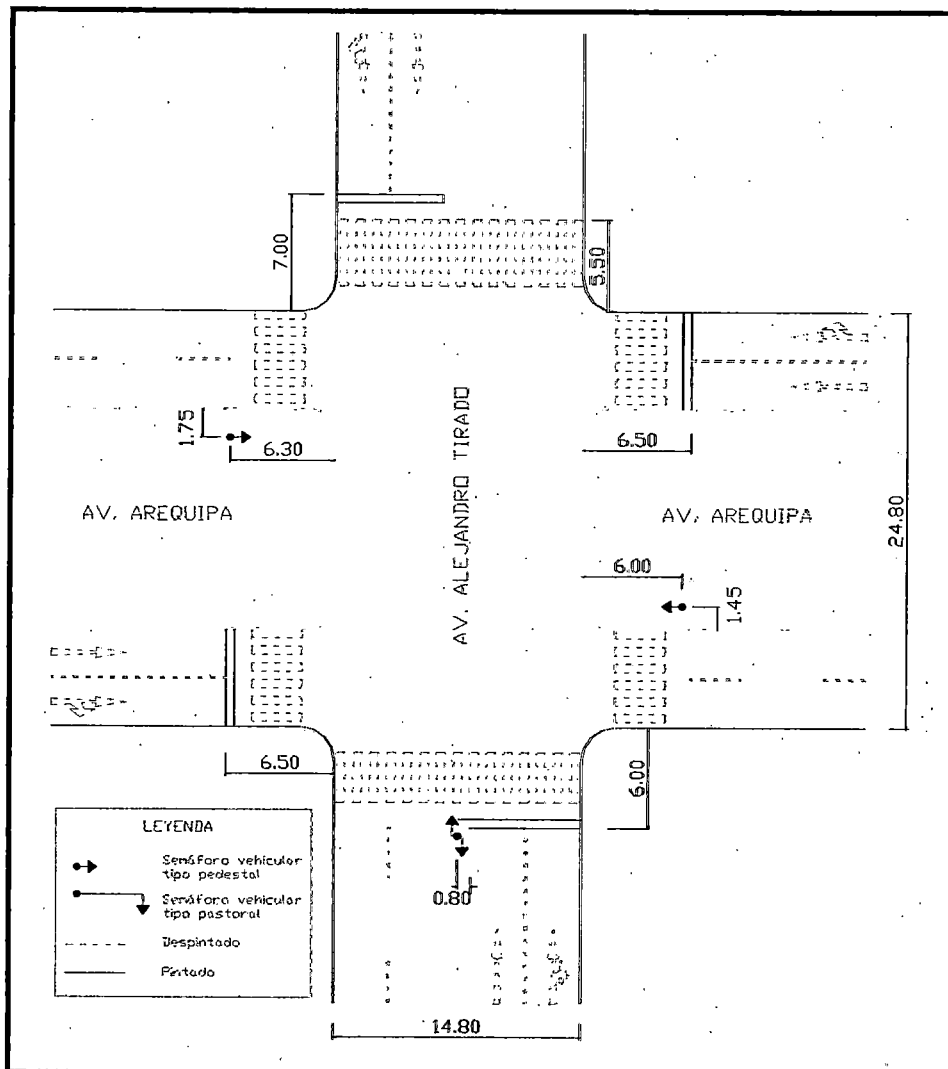 7.00
5.50
1.75
6.30
AV. ALEJANDRO TIRADO
6.50
AV. AREQUIPA
AV. AREQUIPA
24.80
6.00
1.45
6.50
6.00
LEYENDA
Semáforo vehicular
tipo pedestal
Semáforo vehicular
tipo pastoral
Despintado
Pintado
0.80
14.80